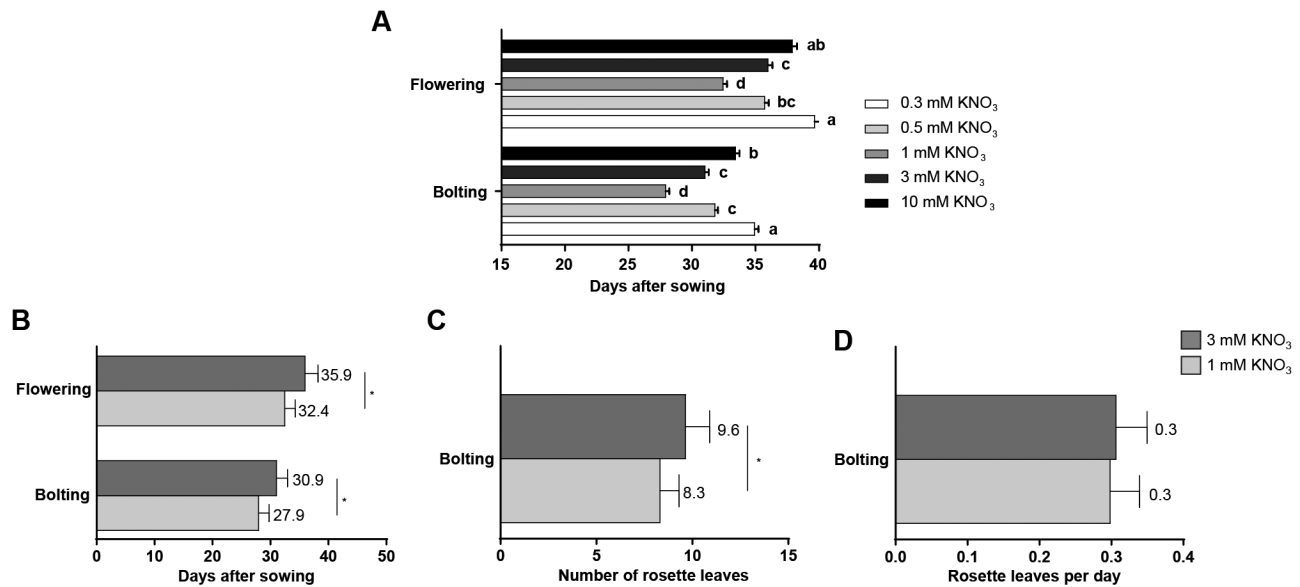 A
Flowering
Bolting
ab
c
d
bc
a
b
c
d
c
a
15 20 25 30 35 40
Days after sowing
0.3 mM KNO₃
0.5 mM KNO₃
1 mM KNO₃
3 mM KNO₃
10 mM KNO₃
B
Flowering
Bolting
35.9
32.4
*
30.9
27.9
*
0 10 20 30 40 50
Days after sowing
C
Bolting
9.6
8.3
*
0 5 10 15
Number of rosette leaves
D
Bolting
0.3
0.3
0.0 0.1 0.2 0.3 0.4
Rosette leaves per day
3 mM KNO₃
1 mM KNO₃